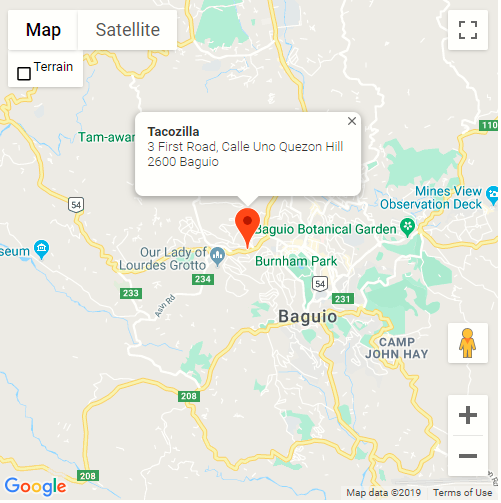 Map
Satellite
Terrain
110
Tam-awan
Tacozilla
3 First Road, Calle Uno Quezon Hill
2600 Baguio
54
Mines View
Observation Deck
Baguio Botanical Garden
useum
Our Lady of
Lourdes Grotto
Burnham Park
234
233
Asin Rd
54
231
Baguio
CAMP
JOHN HAY
208
208
Google
Map data ©2019
Terms of Use